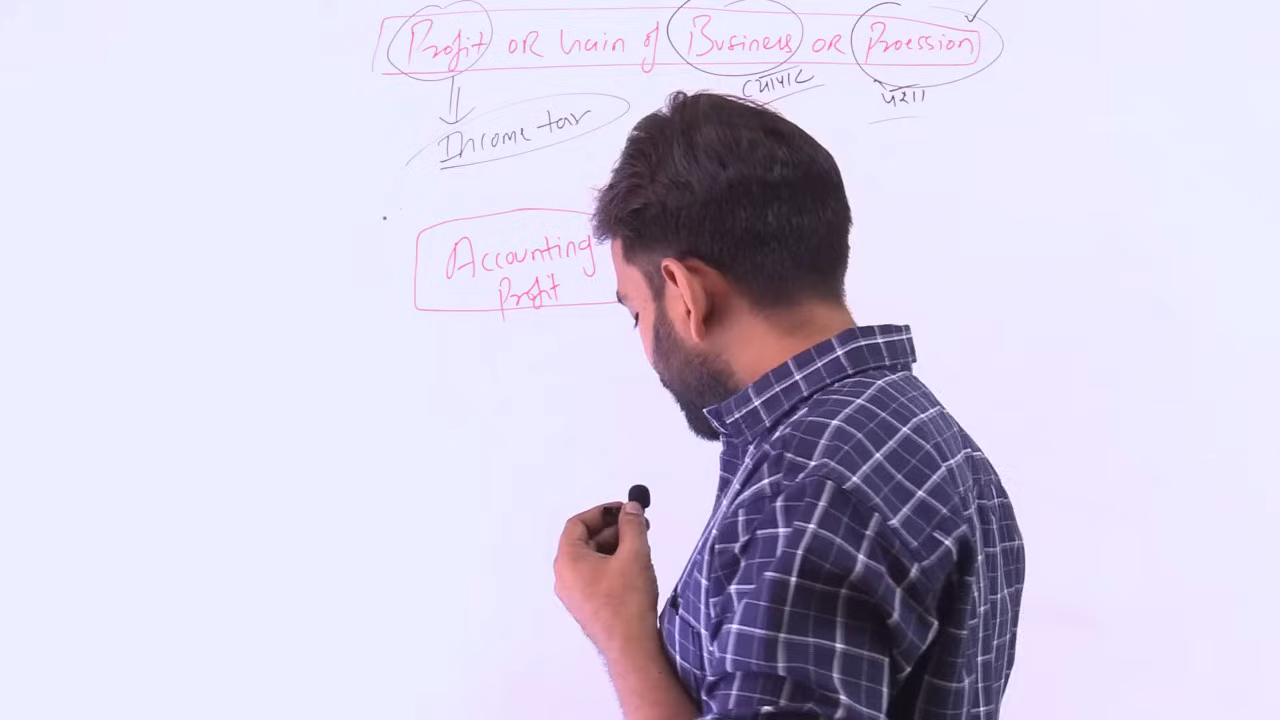 Profit OR Gain of Business OR Proession
व्यापार पेशा
Income tax
Accounting
Profit